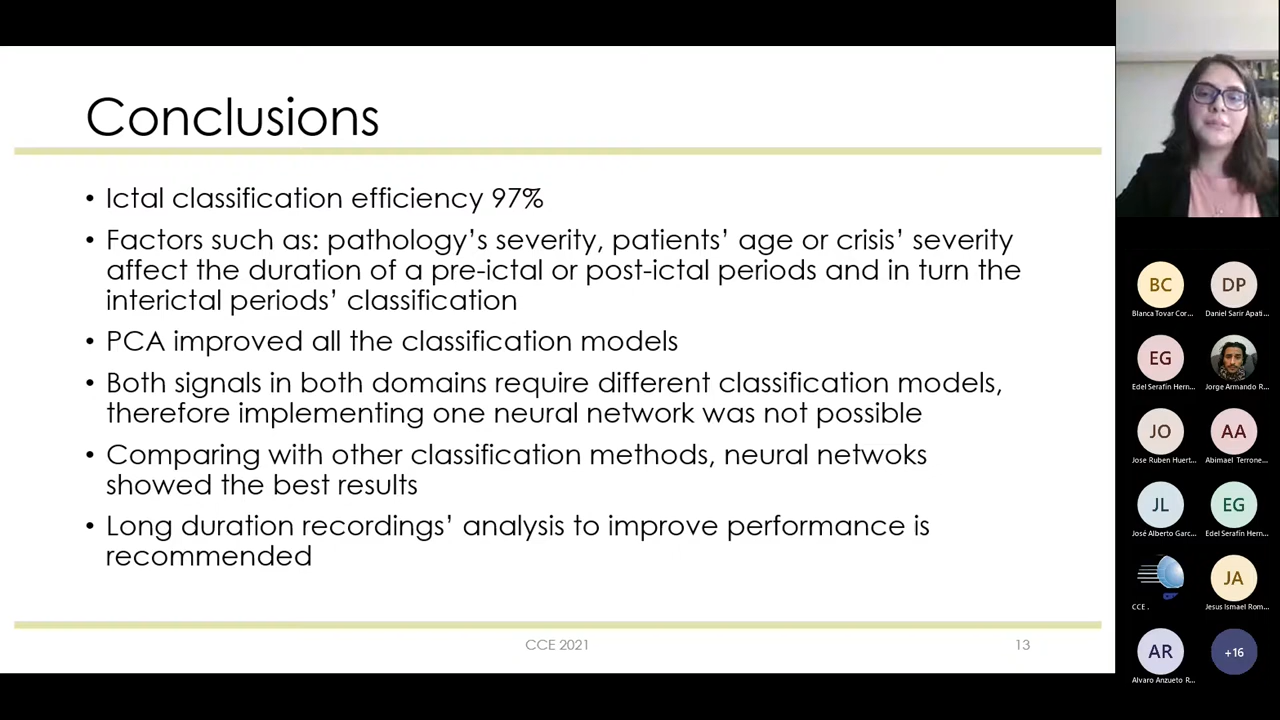 Conclusions
• Ictal classification efficiency 97%
• Factors such as: pathology’s severity, patients’ age or crisis’ severity
affect the duration of a pre-ictal or post-ictal periods and in turn the
interictal periods’ classification
• PCA improved all the classification models
• Both signals in both domains require different classification models,
therefore implementing one neural network was not possible
• Comparing with other classification methods, neural netwoks
showed the best results
• Long duration recordings’ analysis to improve performance is
recommended
CCE 2021
13
BC
DP
Blanca Tovar Cor...
Daniel Sarir Apati...
EG
Edel Serafin Hern...
Jorge Armando R...
JO
AA
Jose Ruben Huert...
Abimael Terrone...
JL
EG
José Alberto Garc...
Edel Serafin Hern...
JA
CCE .
Jesus Ismael Rom...
AR
+16
Alvaro Anzueto R...